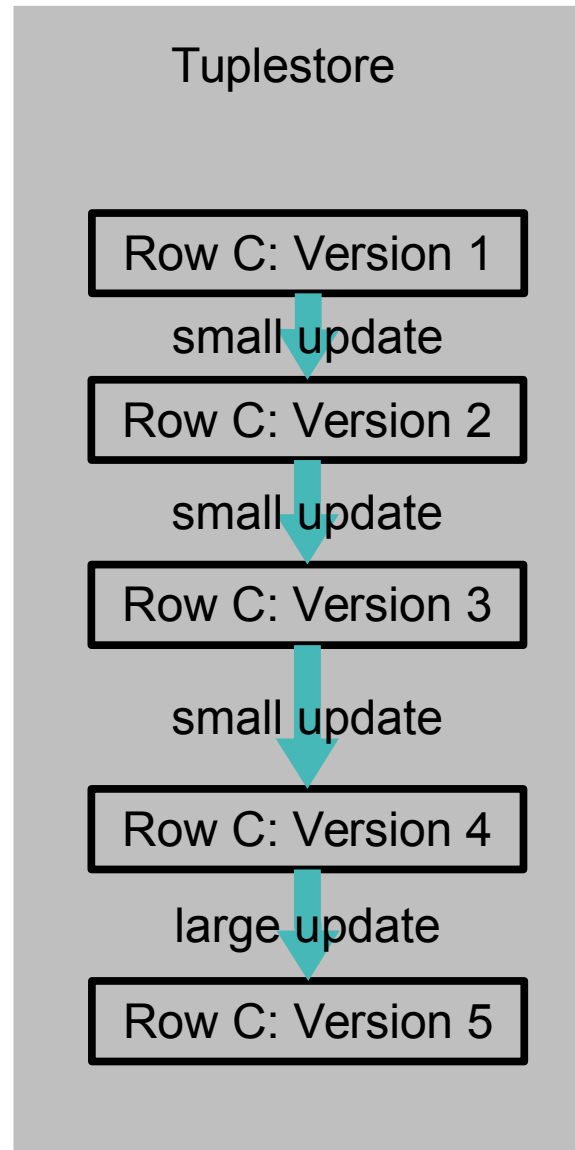 Tuplestore
Row C: Version 1
small update
Row C: Version 2
small update
Row C: Version 3
small update
Row C: Version 4
large update
Row C: Version 5